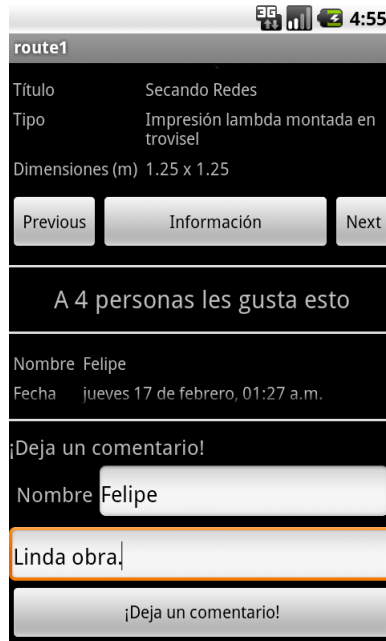 3G 4:55
route1
Título Secando Redes
Tipo Impresión lambda montada en
trovisel
Dimensiones (m) 1.25 x 1.25
Previous Información Next
A 4 personas les gusta esto
Nombre Felipe
Fecha jueves 17 de febrero, 01:27 a.m.
¡Deja un comentario!
Nombre Felipe
Linda obra.
¡Deja un comentario!